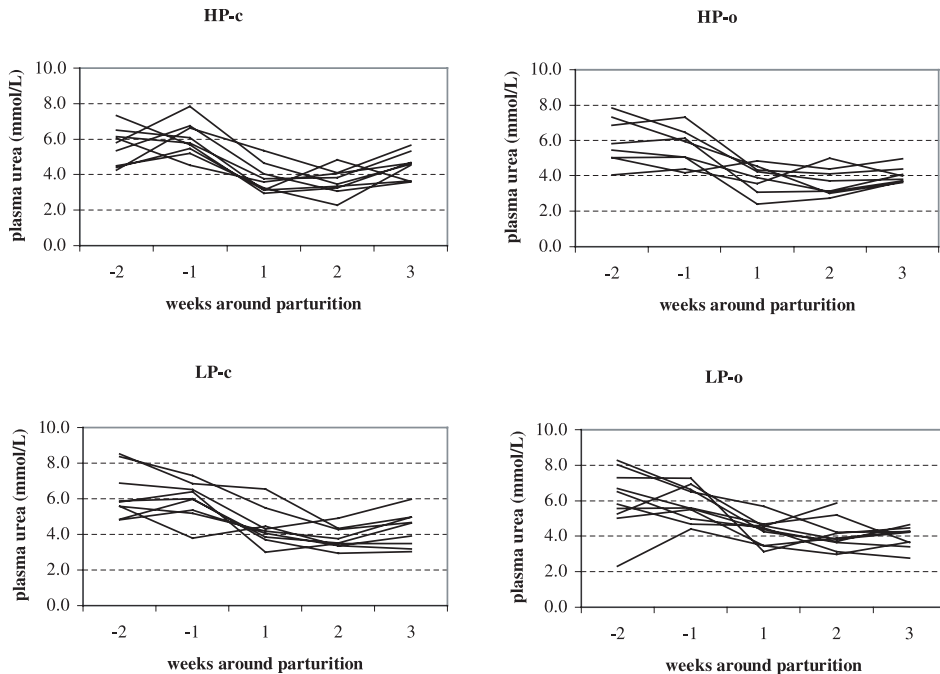 HP-c
plasma urea (mmol/L)
10.0
8.0
6.0
4.0
2.0
0.0
-2 -1 1 2 3
weeks around parturition
HP-o
plasma urea (mmol/L)
10.0
8.0
6.0
4.0
2.0
0.0
-2 -1 1 2 3
weeks around parturition
LP-c
plasma urea (mmol/L)
10.0
8.0
6.0
4.0
2.0
0.0
-2 -1 1 2 3
weeks around parturition
LP-o
plasma urea (mmol/L)
10.0
8.0
6.0
4.0
2.0
0.0
-2 -1 1 2 3
weeks around parturition